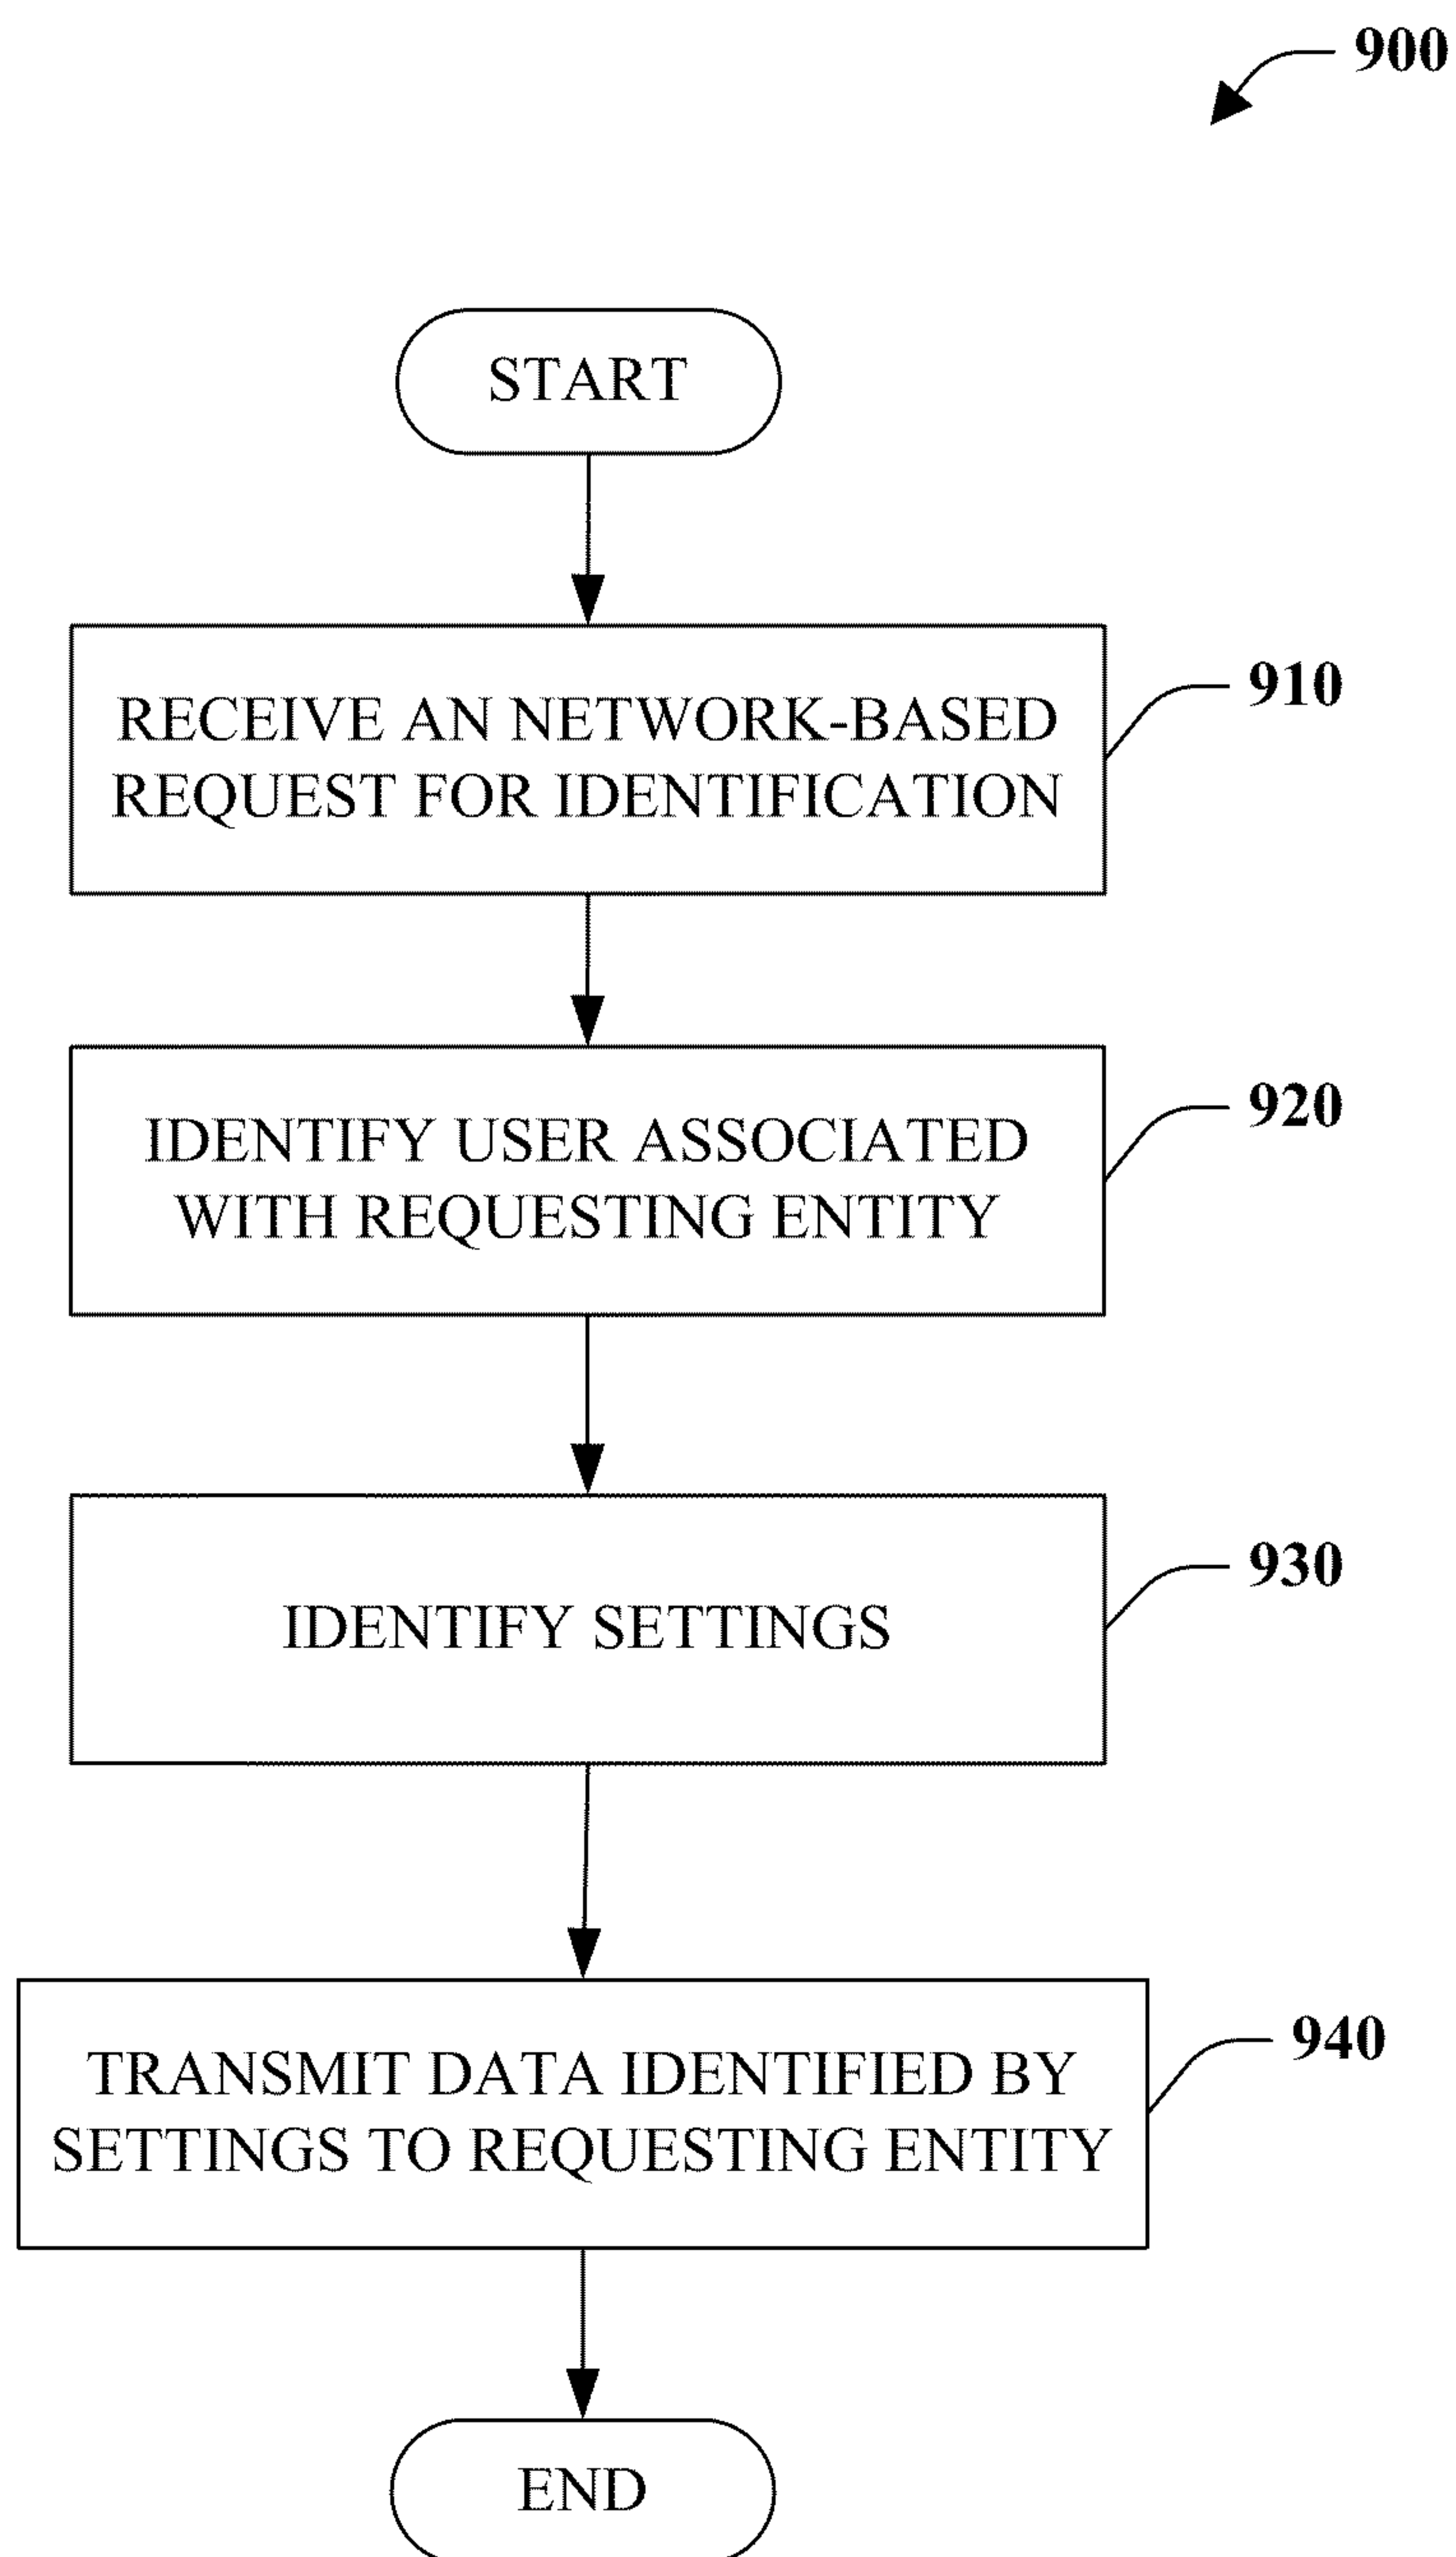 900
START
RECEIVE AN NETWORK-BASED
REQUEST FOR IDENTIFICATION
910
IDENTIFY USER ASSOCIATED
WITH REQUESTING ENTITY
920
IDENTIFY SETTINGS
930
TRANSMIT DATA IDENTIFIED BY
SETTINGS TO REQUESTING ENTITY
940
END